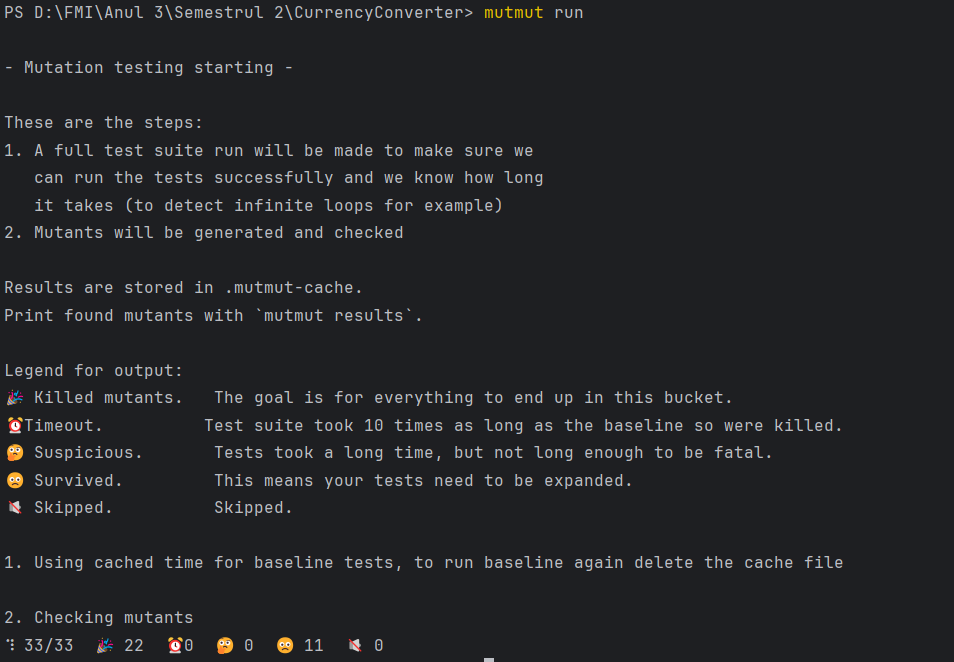 PS D:\FMI\Anul 3\Semestrul 2\CurrencyConverter> mutmut run
- Mutation testing starting -
These are the steps:
1. A full test suite run will be made to make sure we
   can run the tests successfully and we know how long
   it takes (to detect infinite loops for example)
2. Mutants will be generated and checked
Results are stored in .mutmut-cache.
Print found mutants with `mutmut results`.
Legend for output:
🎉 Killed mutants.   The goal is for everything to end up in this bucket.
⏰Timeout.          Test suite took 10 times as long as the baseline so were killed.
🤔 Suspicious.       Tests took a long time, but not long enough to be fatal.
🙁 Survived.         This means your tests need to be expanded.
🔇 Skipped.          Skipped.
1. Using cached time for baseline tests, to run baseline again delete the cache file
2. Checking mutants
⠹ 33/33  🎉 22  ⏰0  🤔 0  🙁 11  🔇 0